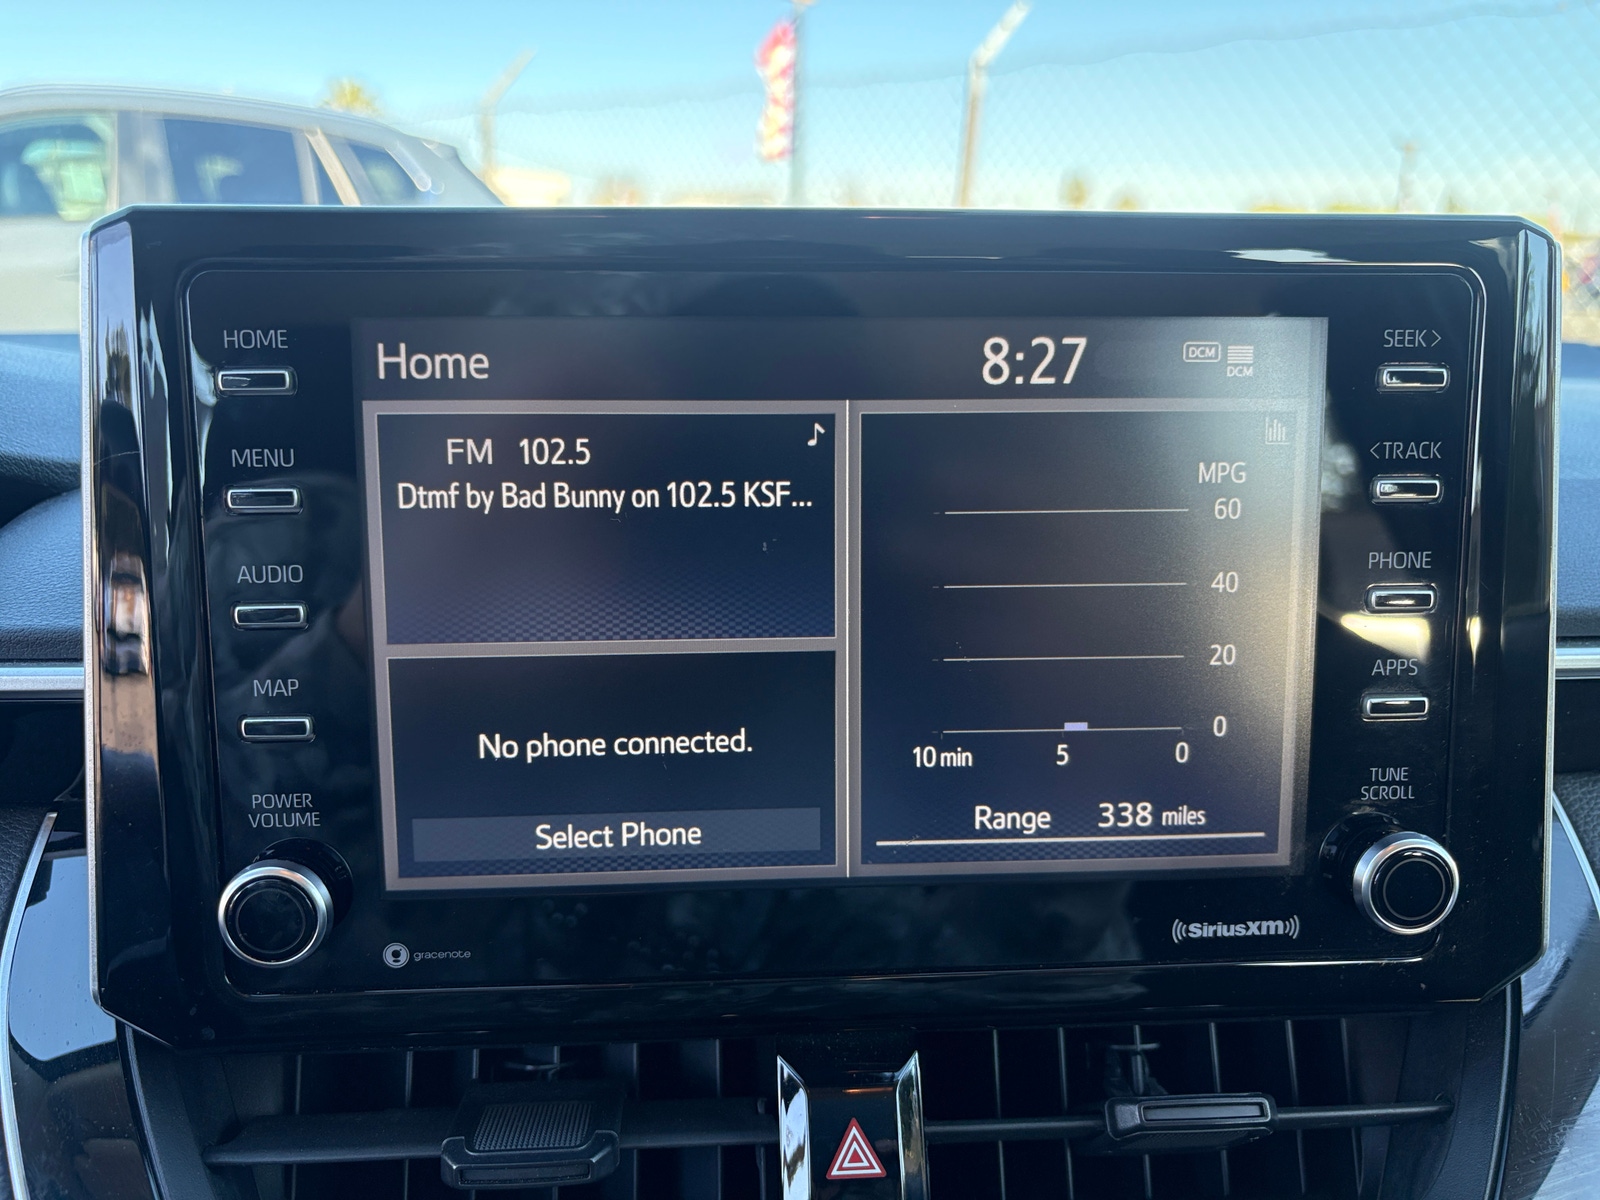 HOME
MENU
AUDIO
MAP
POWER
VOLUME
Home
8:27
DCM
DCM
FM 102.5
Dtmf by Bad Bunny on 102.5 KSF...
No phone connected.
Select Phone
MPG
60
40
20
0
10 min 5 0
Range 338 miles
SEEK >
< TRACK
PHONE
APPS
TUNE
SCROLL
gracenote
((SiriusXM))